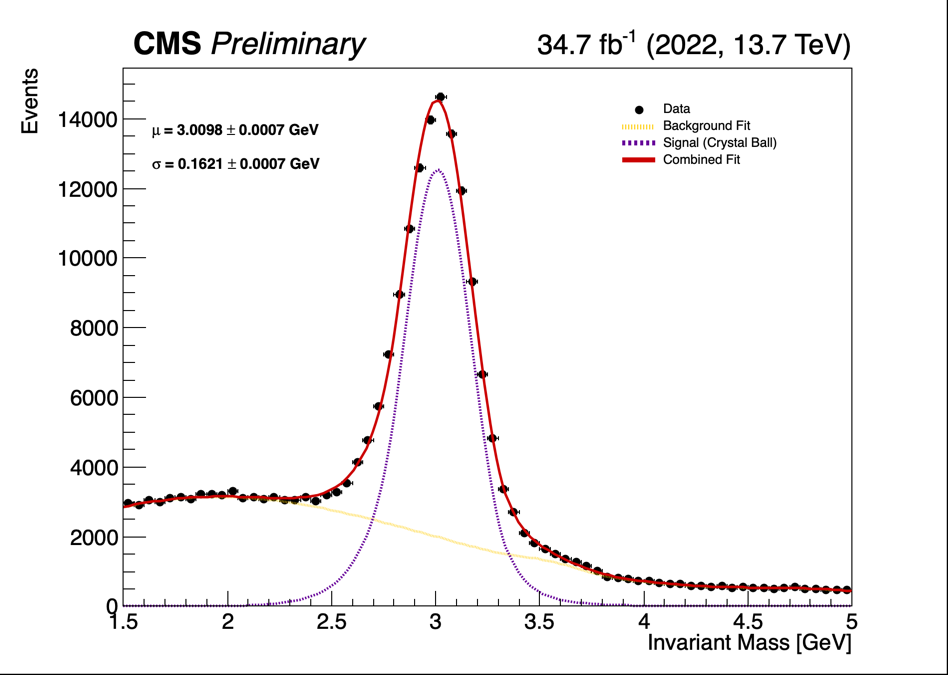 CMS Preliminary
34.7 fb⁻¹ (2022, 13.7 TeV)
Events
14000
12000
10000
8000
6000
4000
2000
0
μ = 3.0098 ± 0.0007 GeV
σ = 0.1621 ± 0.0007 GeV
Data
Background Fit
Signal (Crystal Ball)
Combined Fit
1.5 2 2.5 3 3.5 4 4.5 5
Invariant Mass [GeV]